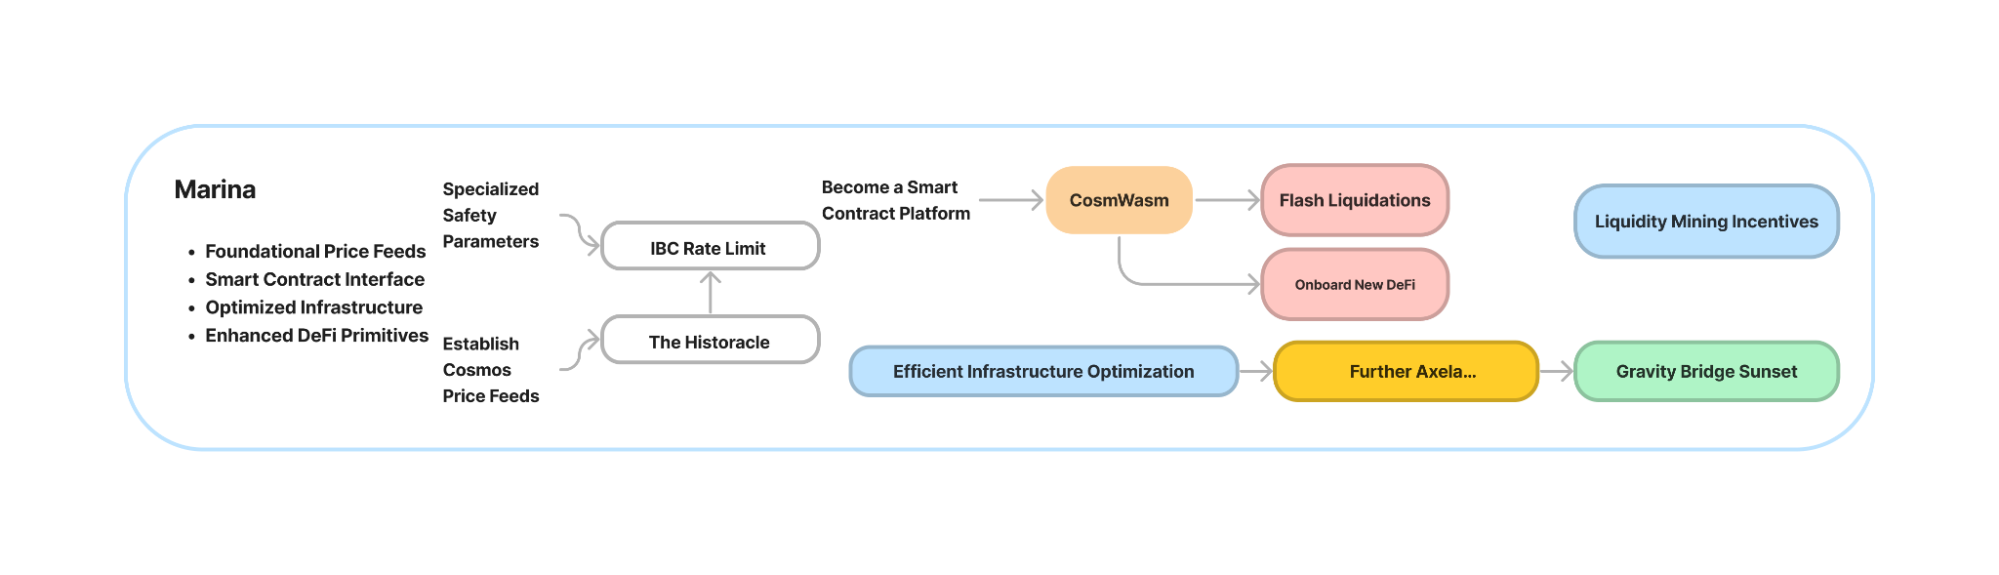 Marina
• Foundational Price Feeds
• Smart Contract Interface
• Optimized Infrastructure
• Enhanced DeFi Primitives
Specialized
Safety
Parameters
IBC Rate Limit
Establish
Cosmos
Price Feeds
The Historacle
Become a Smart
Contract Platform
CosmWasm
Flash Liquidations
Onboard New DeFi
Liquidity Mining Incentives
Efficient Infrastructure Optimization
Further Axela...
Gravity Bridge Sunset